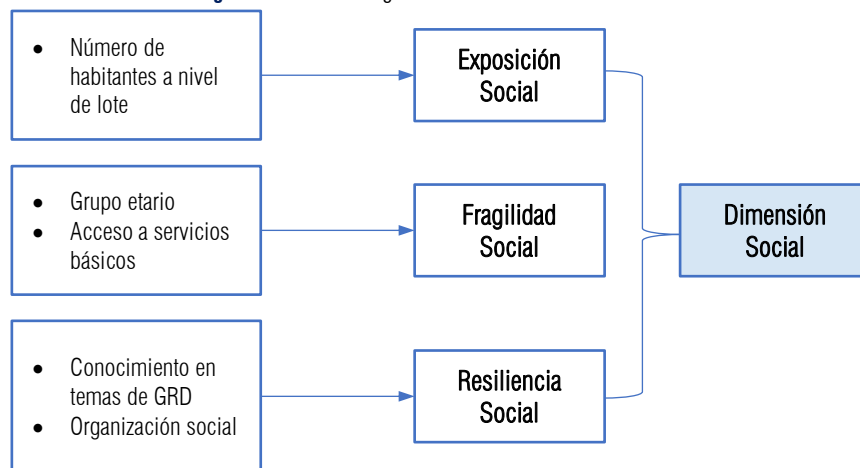 ● Número de
habitantes a nivel
de lote
Exposición
Social
● Grupo etario
● Acceso a servicios
básicos
Fragilidad
Social
Dimensión
Social
● Conocimiento en
temas de GRD
● Organización social
Resiliencia
Social